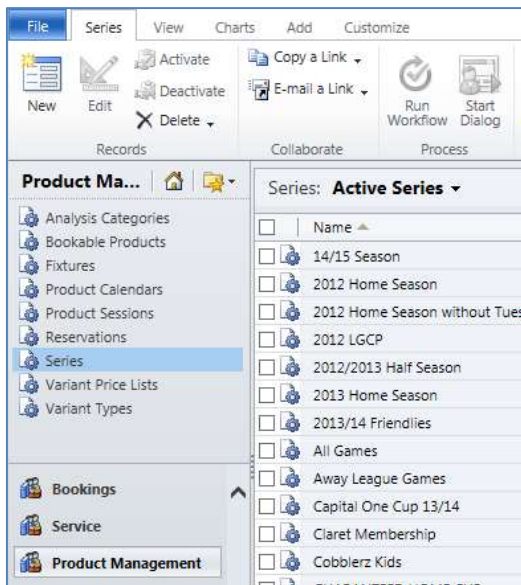 File Series View Charts Add Customize
New
Edit
Activate
Deactivate
Delete
Copy a Link
E-mail a Link
Run Workflow
Start Dialog
Records Collaborate Process
Product Ma...
Analysis Categories
Bookable Products
Fixtures
Product Calendars
Product Sessions
Reservations
Series
Variant Price Lists
Variant Types
Bookings
Service
Product Management
Series: Active Series
Name
14/15 Season
2012 Home Season
2012 Home Season without Tues
2012 LGCP
2012/2013 Half Season
2013 Home Season
2013/14 Friendlies
All Games
Away League Games
Capital One Cup 13/14
Claret Membership
Cobblerz Kids